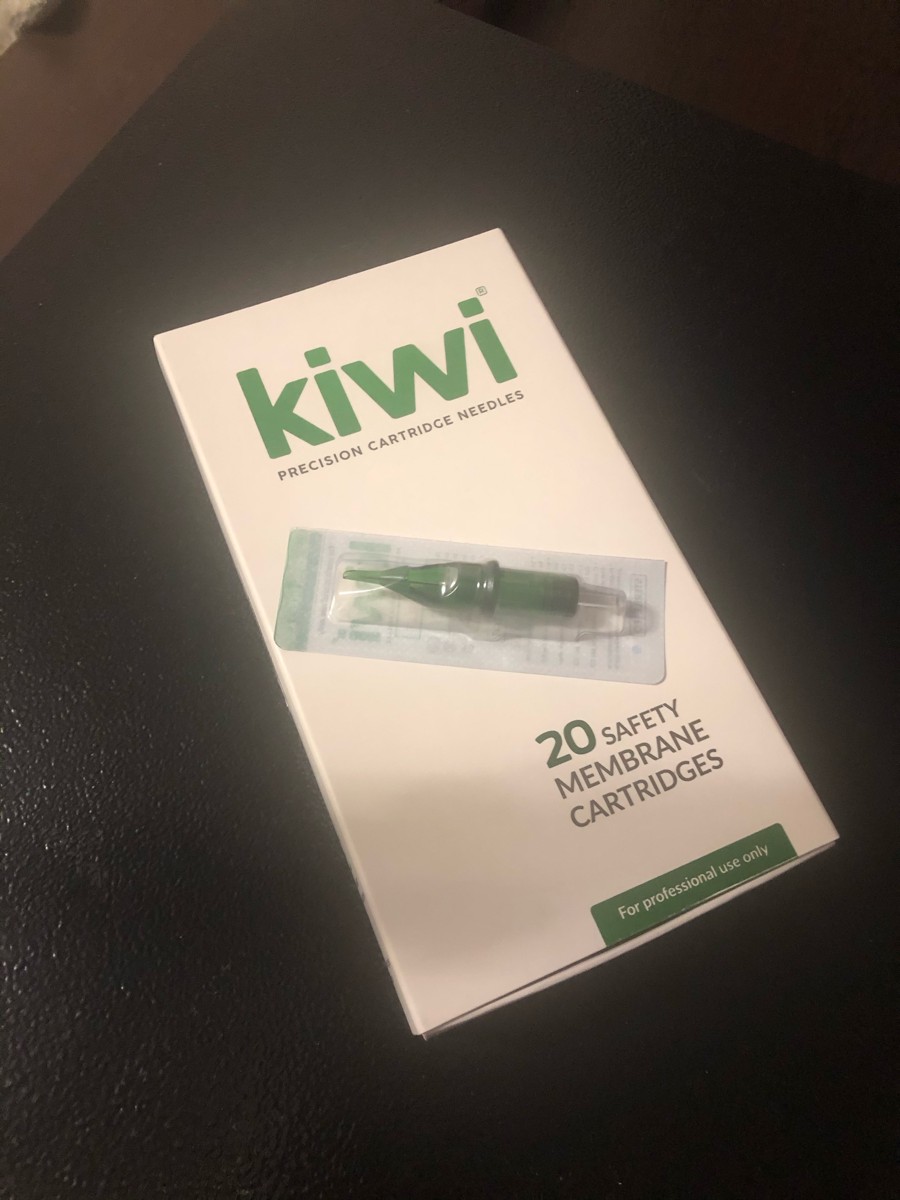 kiwi®
PRECISION CARTRIDGE NEEDLES
20 SAFETY
MEMBRANE
CARTRIDGES
For professional use only